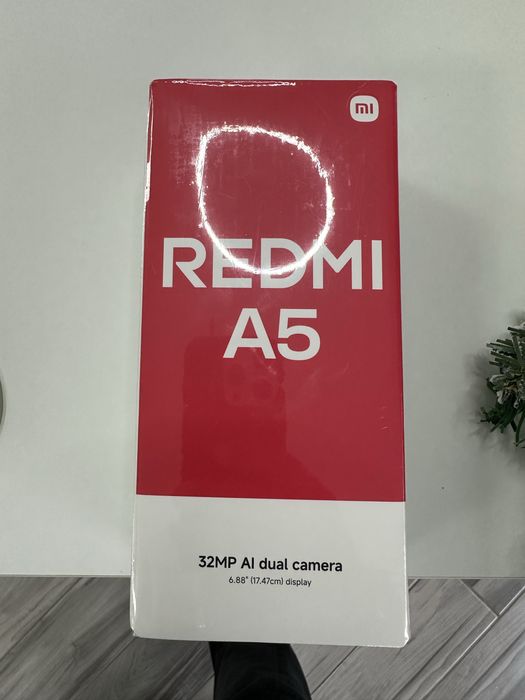 mi
REDMI
A5
32MP AI dual camera
6.88" (17.47cm) display